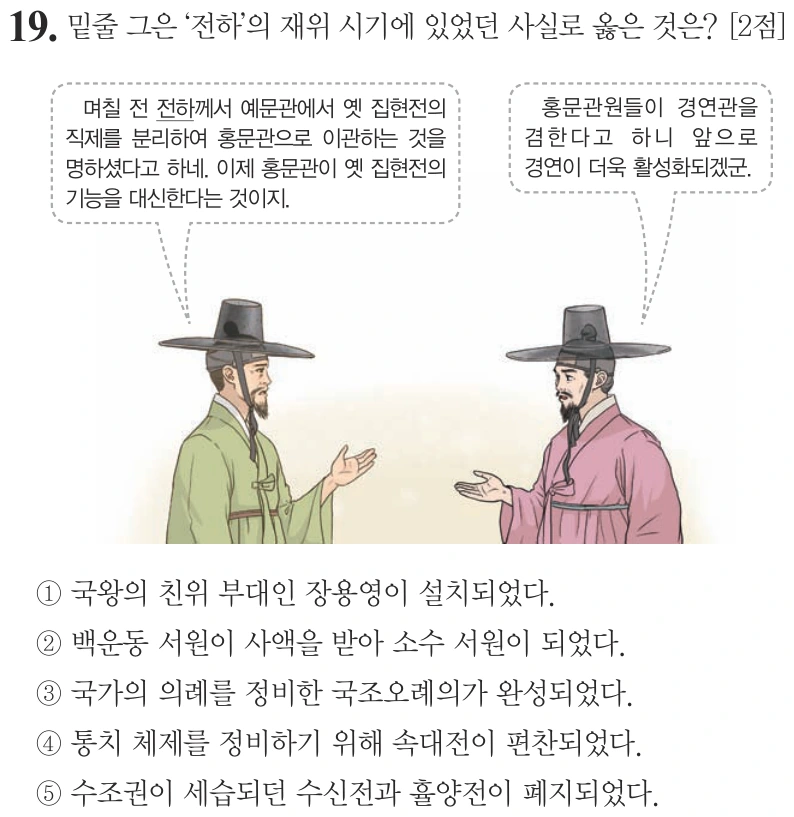 19. 밑줄 그은 ‘전하’의 재위 시기에 있었던 사실로 옳은 것은? [2점]
며칠 전 전하께서 예문관에서 옛 집현전의
직제를 분리하여 홍문관으로 이관하는 것을
명하셨다고 하네. 이제 홍문관이 옛 집현전의
기능을 대신한다는 것이지.
홍문관원들이 경연관을
겸한다고 하니 앞으로
경연이 더욱 활성화되겠군.
① 국왕의 친위 부대인 장용영이 설치되었다.
② 백운동 서원이 사액을 받아 소수 서원이 되었다.
③ 국가의 의례를 정비한 국조오례의가 완성되었다.
④ 통치 체제를 정비하기 위해 속대전이 편찬되었다.
⑤ 수조권이 세습되던 수신전과 휼양전이 폐지되었다.